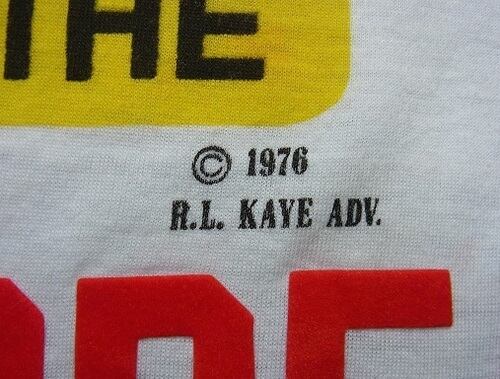 THE
© 1976
R.L. KAYE ADV.